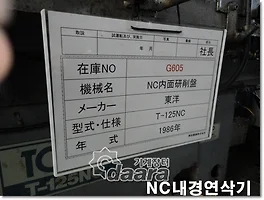 社長
在庫NO G605
機械名 NC内面研削盤
メーカー 東洋
型式・仕様 T-125NC
年式 1986年
기계장터
daara
T-125N
NC내경연삭기